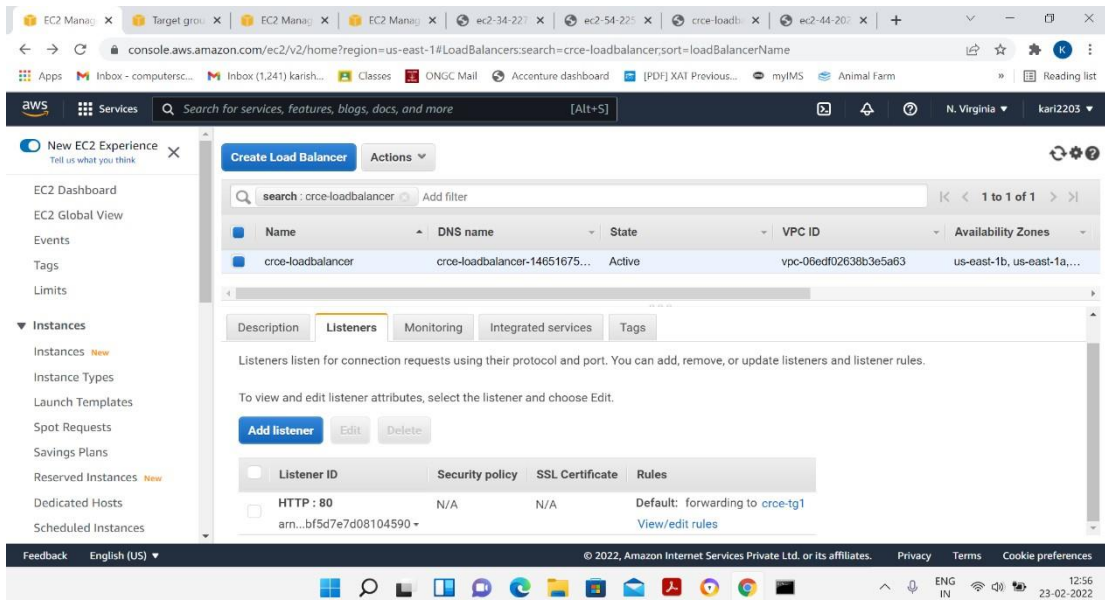 EC2 Manag
Target grou
EC2 Manag
EC2 Manag
ec2-34-227
ec2-54-225
crce-loadb
ec2-44-202
console.aws.amazon.com/ec2/v2/home?region=us-east-1#LoadBalancers:search=crce-loadbalancer;sort=loadBalancerName
K
Apps
Inbox - computersc...
Inbox (1,241) karish...
Classes
ONGC Mail
Accenture dashboard
[PDF] XAT Previous...
myIMS
Animal Farm
»
Reading list
aws
Services
Search for services, features, blogs, docs, and more
[Alt+S]
N. Virginia
kari2203
New EC2 Experience
Tell us what you think
EC2 Dashboard
EC2 Global View
Events
Tags
Limits
Instances
Instances New
Instance Types
Launch Templates
Spot Requests
Savings Plans
Reserved Instances New
Dedicated Hosts
Scheduled Instances
Create Load Balancer
Actions
search : crce-loadbalancer Add filter
1 to 1 of 1
Name DNS name State VPC ID Availability Zones
crce-loadbalancer crce-loadbalancer-14651675... Active vpc-06edf02638b3e5a63 us-east-1b, us-east-1a,...
Description Listeners Monitoring Integrated services Tags
Listeners listen for connection requests using their protocol and port. You can add, remove, or update listeners and listener rules.
To view and edit listener attributes, select the listener and choose Edit.
Add listener Edit Delete
Listener ID Security policy SSL Certificate Rules
HTTP : 80 N/A N/A Default: forwarding to crce-tg1
arn...bf5d7e7d08104590 View/edit rules
Feedback English (US) © 2022, Amazon Internet Services Private Ltd. or its affiliates. Privacy Terms Cookie preferences
ENG
IN
12:56
23-02-2022